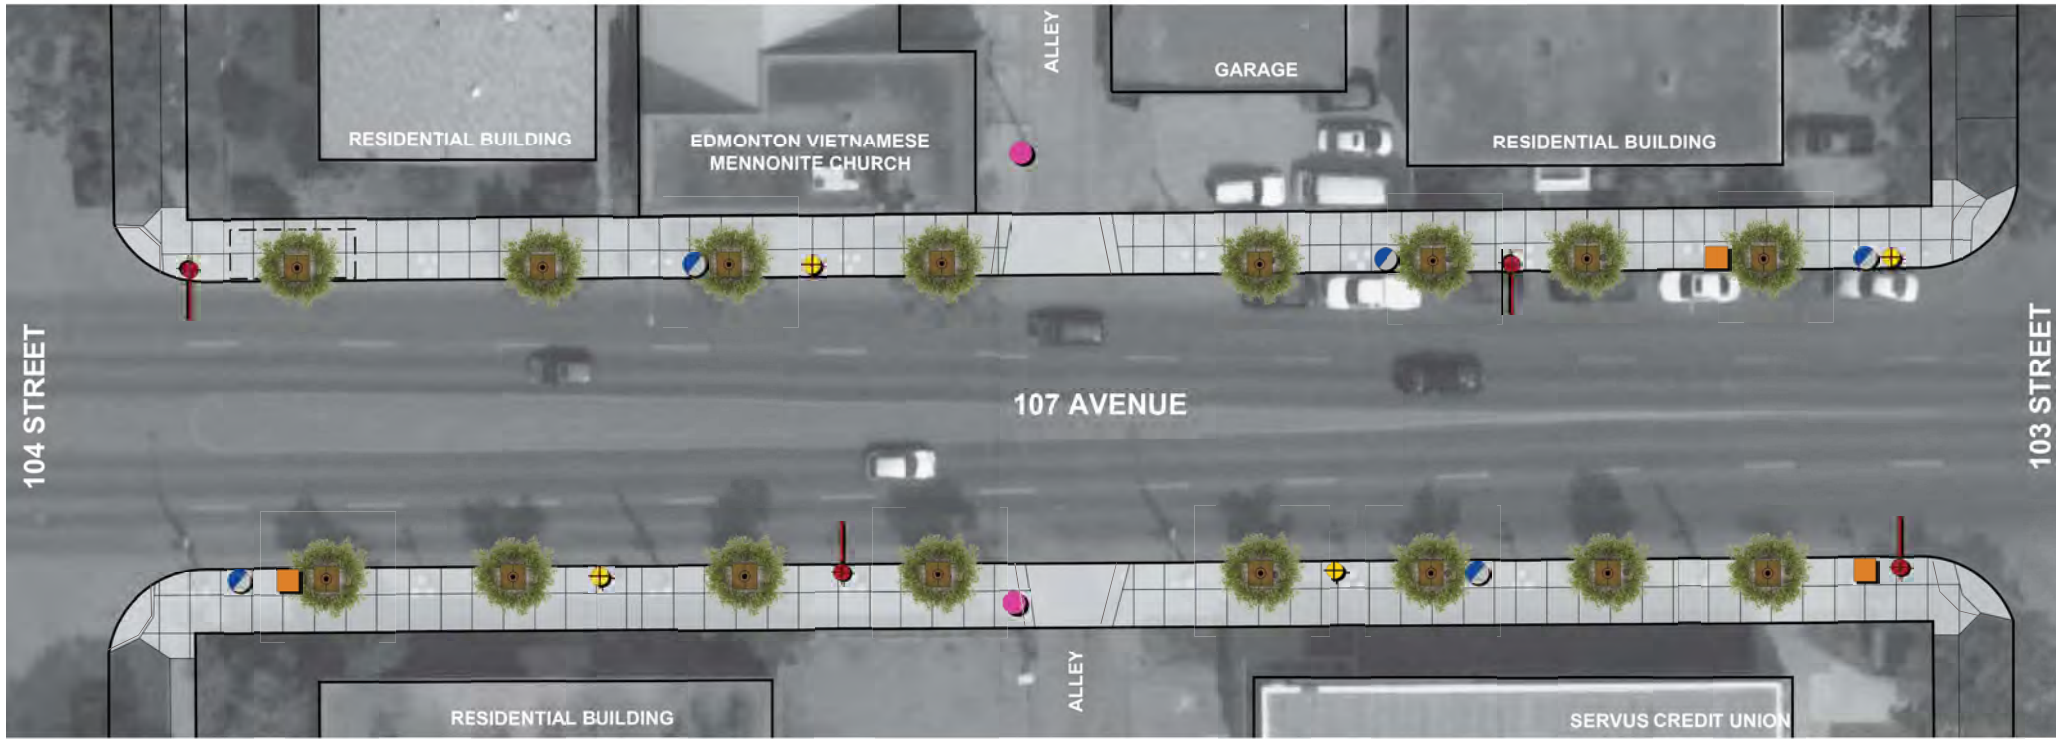 ALLEY
GARAGE
RESIDENTIAL BUILDING
EDMONTON VIETNAMESE
MENNONITE CHURCH
RESIDENTIAL BUILDING
104 STREET
107 AVENUE
103 STREET
ALLEY
RESIDENTIAL BUILDING
SERVUS CREDIT UNION